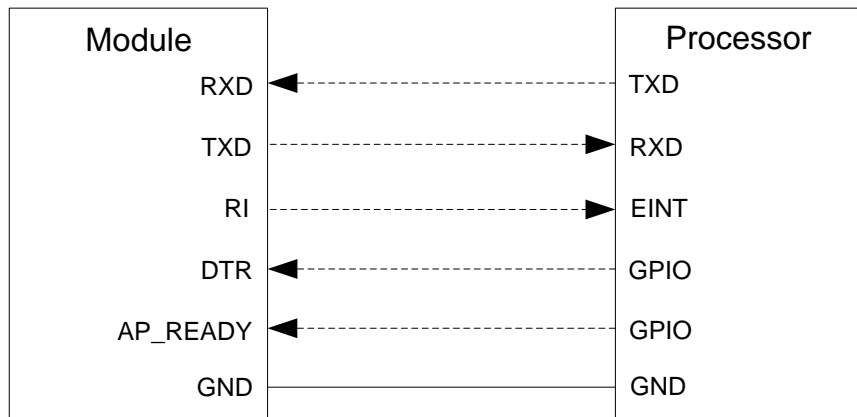 Module Processor
RXD TXD
TXD RXD
RI EINT
DTR GPIO
AP_READY GPIO
GND GND